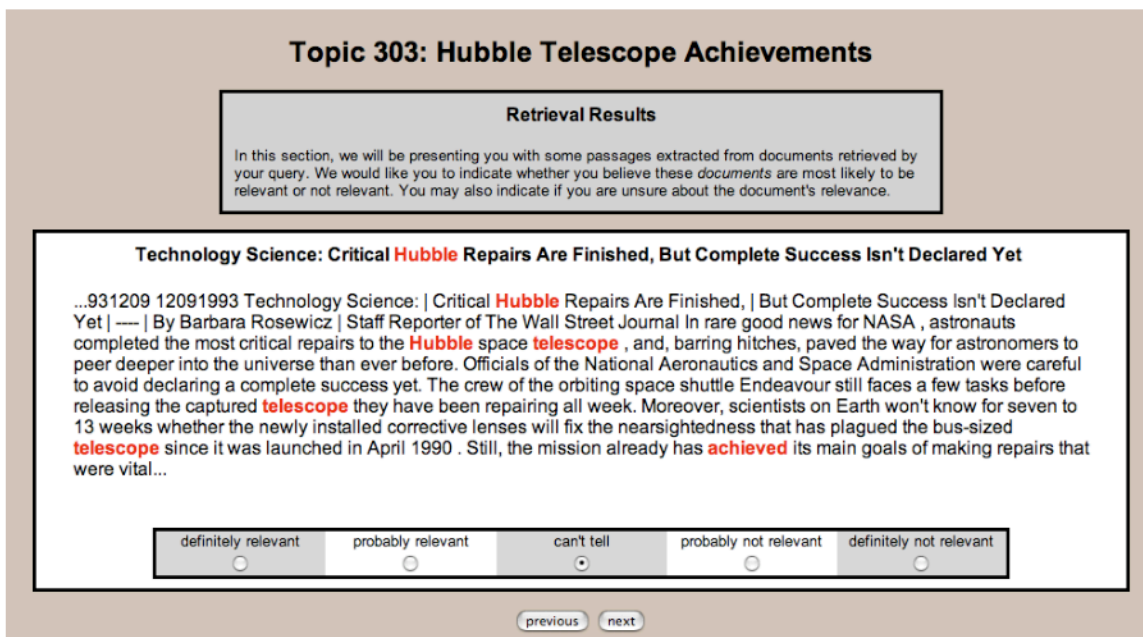 Topic 303: Hubble Telescope Achievements
Retrieval Results
In this section, we will be presenting you with some passages extracted from documents retrieved by
your query. We would like you to indicate whether you believe these documents are most likely to be
relevant or not relevant. You may also indicate if you are unsure about the document's relevance.
Technology Science: Critical Hubble Repairs Are Finished, But Complete Success Isn't Declared Yet
...931209 12091993 Technology Science: | Critical Hubble Repairs Are Finished, | But Complete Success Isn't Declared
Yet | ---- | By Barbara Rosewicz | Staff Reporter of The Wall Street Journal In rare good news for NASA , astronauts
completed the most critical repairs to the Hubble space telescope , and, barring hitches, paved the way for astronomers to
peer deeper into the universe than ever before. Officials of the National Aeronautics and Space Administration were careful
to avoid declaring a complete success yet. The crew of the orbiting space shuttle Endeavour still faces a few tasks before
releasing the captured telescope they have been repairing all week. Moreover, scientists on Earth won't know for seven to
13 weeks whether the newly installed corrective lenses will fix the nearsightedness that has plagued the bus-sized
telescope since it was launched in April 1990 . Still, the mission already has achieved its main goals of making repairs that
were vital...
definitely relevant probably relevant can't tell probably not relevant definitely not relevant
previous next